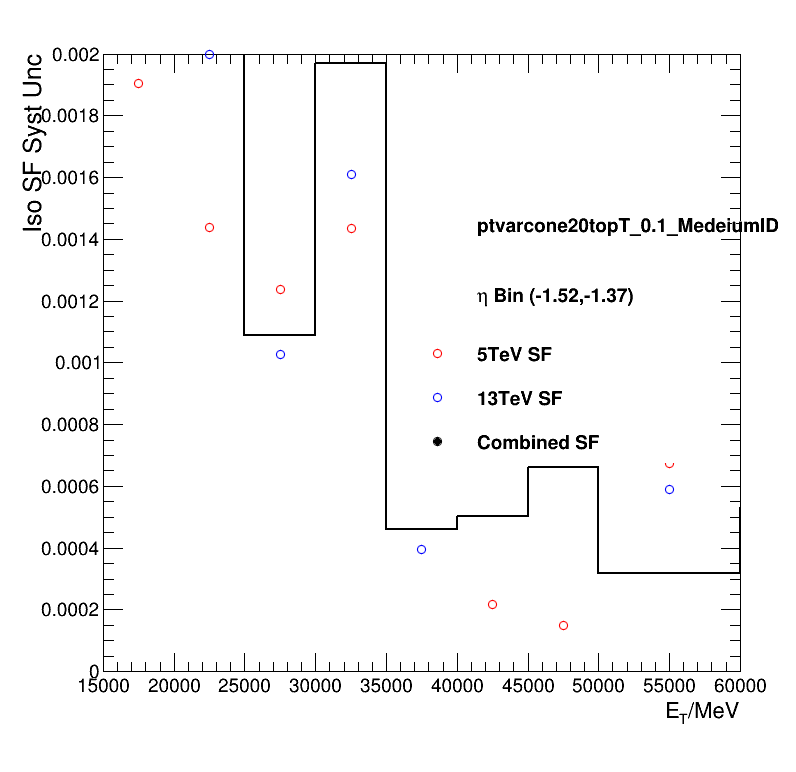 Iso SF Syst Unc
0.002
0.0018
0.0016
0.0014
0.0012
0.001
0.0008
0.0006
0.0004
0.0002
0
ptvarcone20topT_0.1_MedeiumID
η Bin (-1.52,-1.37)
5TeV SF
13TeV SF
Combined SF
15000 20000 25000 30000 35000 40000 45000 50000 55000 60000
E_T/MeV